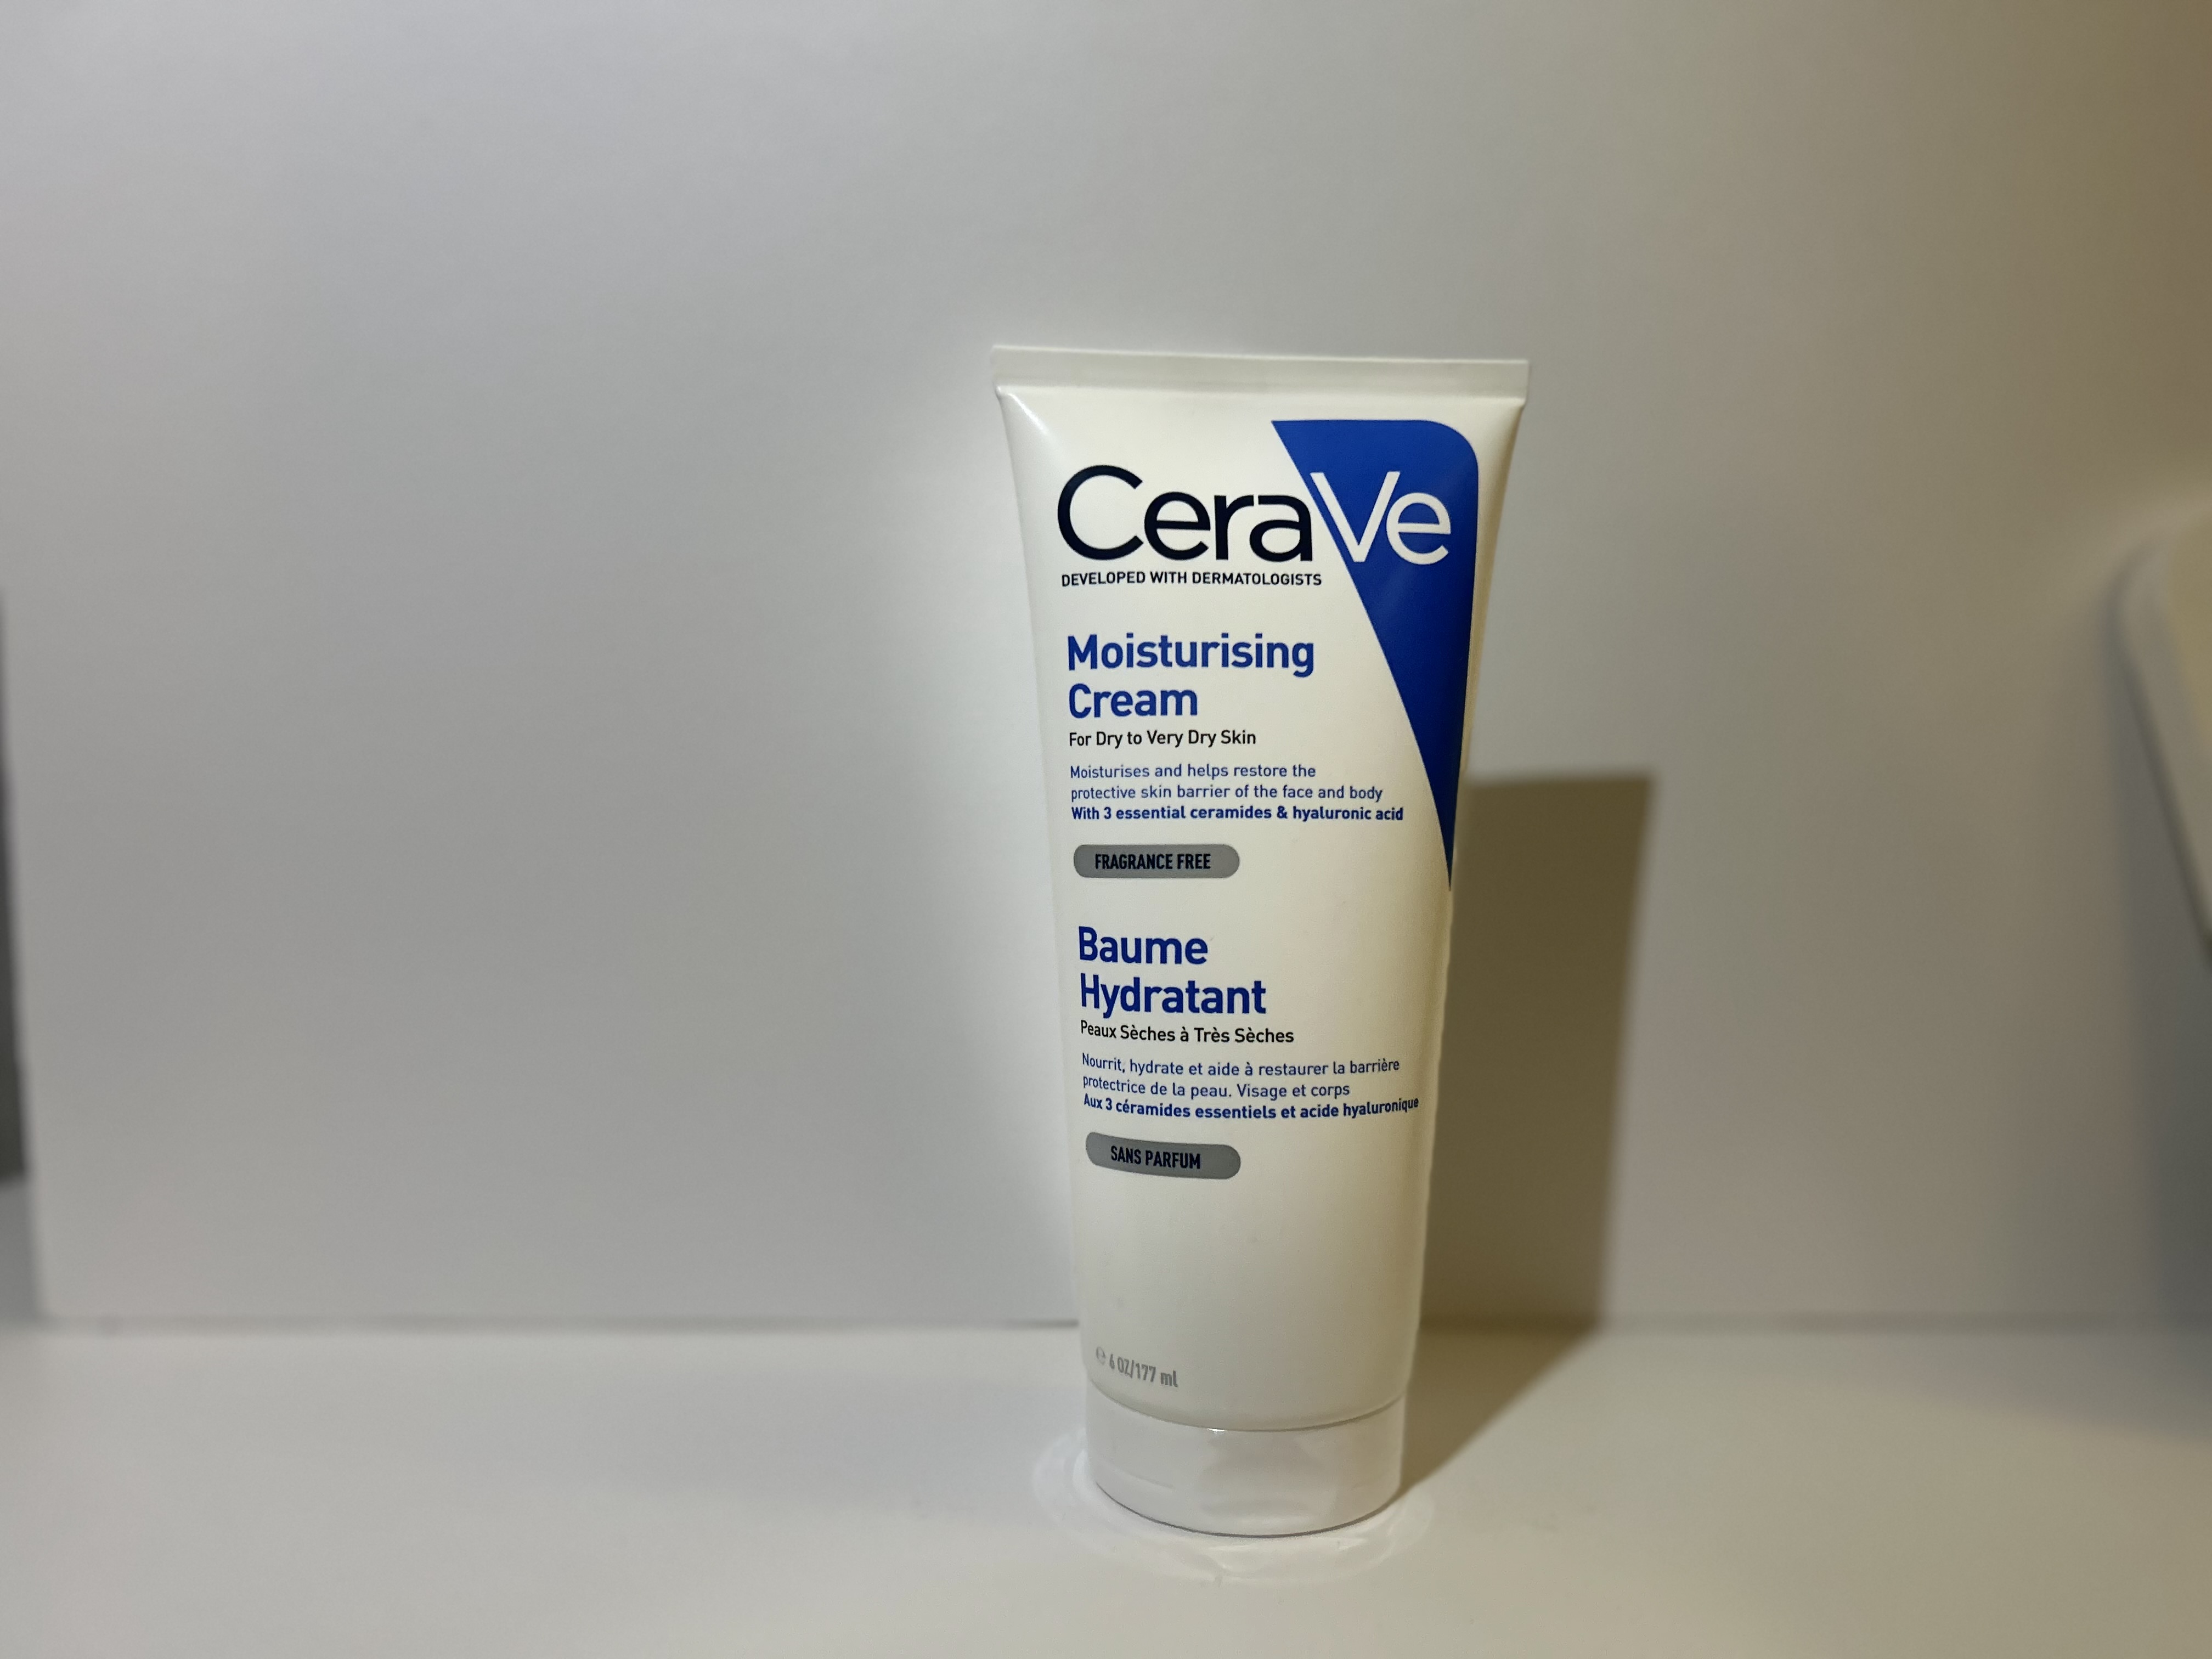 CeraVe
DEVELOPED WITH DERMATOLOGISTS
Moisturising
Cream
For Dry to Very Dry Skin
Moisturises and helps restore the
protective skin barrier of the face and body
With 3 essential ceramides & hyaluronic acid
FRAGRANCE FREE
Baume
Hydratant
Peaux Sèches à Très Sèches
Nourrit, hydrate et aide à restaurer la barrière
protectrice de la peau. Visage et corps
Aux 3 céramides essentiels et acide hyaluronique
SANS PARFUM
℮ 6 OZ/177 ml